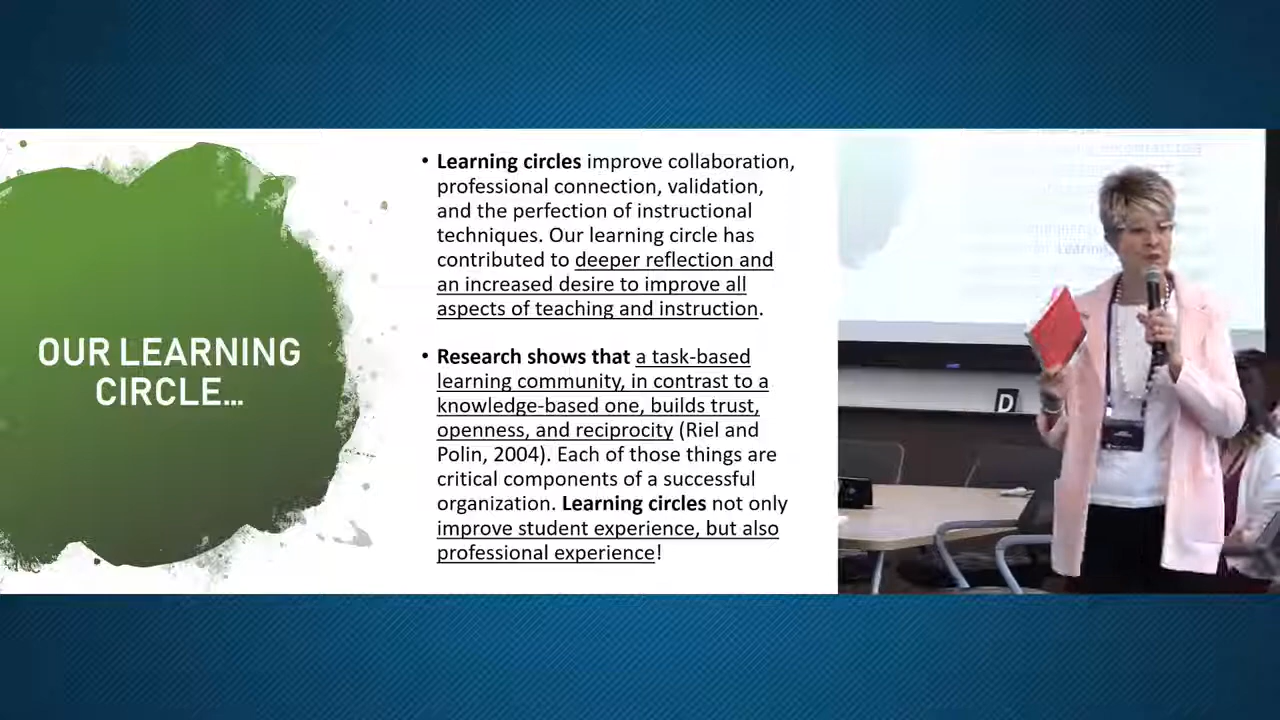 OUR LEARNING
CIRCLE...
• Learning circles improve collaboration,
professional connection, validation,
and the perfection of instructional
techniques. Our learning circle has
contributed to deeper reflection and
an increased desire to improve all
aspects of teaching and instruction.
• Research shows that a task-based
learning community, in contrast to a
knowledge-based one, builds trust,
openness, and reciprocity (Riel and
Polin, 2004). Each of those things are
critical components of a successful
organization. Learning circles not only
improve student experience, but also
professional experience!
D